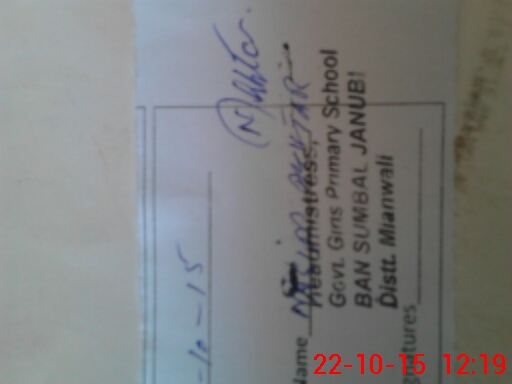 -10-15
Name
Headmistress,
Govt. Girls Primary School
BAN SUMBAL JANUBI
Distt. Mianwali
Signatures
22-10-15 12:19